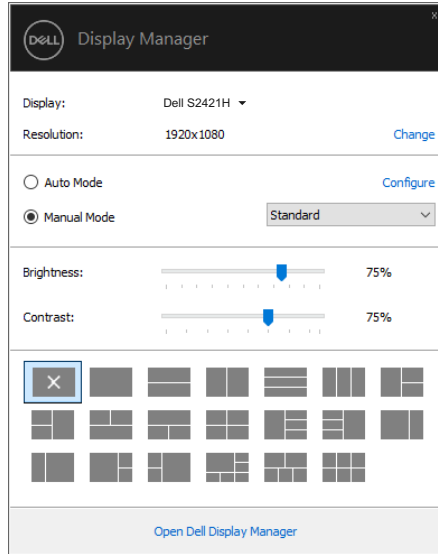 x
DELL Display Manager
Display: Dell S2421H
Resolution: 1920x1080 Change
Auto Mode Configure
Manual Mode Standard
Brightness: 75%
Contrast: 75%
Open Dell Display Manager